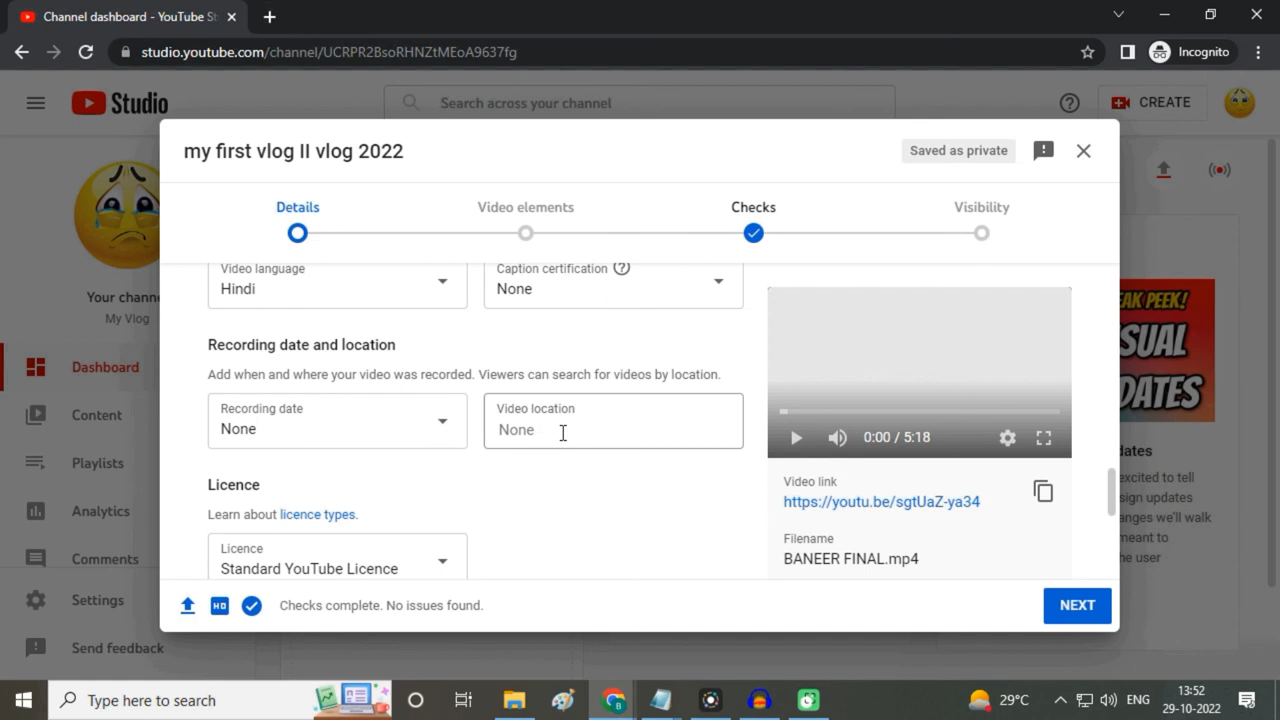 Channel dashboard - YouTube St
studio.youtube.com/channel/UCRPR2BsoRHNZtMEoA9637fg
Incognito
Studio
Search across your channel
CREATE
my first vlog II vlog 2022
Saved as private
Details
Video elements
Checks
Visibility
Your chann
My Vlog
Dashboard
Content
Playlists
Analytics
Comments
Settings
Send feedback
Video language
Hindi
Caption certification
None
Recording date and location
Add when and where your video was recorded. Viewers can search for videos by location.
Recording date
None
Video location
None
Licence
Learn about licence types.
Licence
Standard YouTube Licence
0:00 / 5:18
Video link
https://youtu.be/sgtUaZ-ya34
Filename
BANEER FINAL.mp4
HD
Checks complete. No issues found.
NEXT
EAK PEEK!
SUAL
DATES
dates
excited to tell
sign updates
anges we'll walk
meant to
he user
Type here to search
29°C
ENG
13:52
29-10-2022